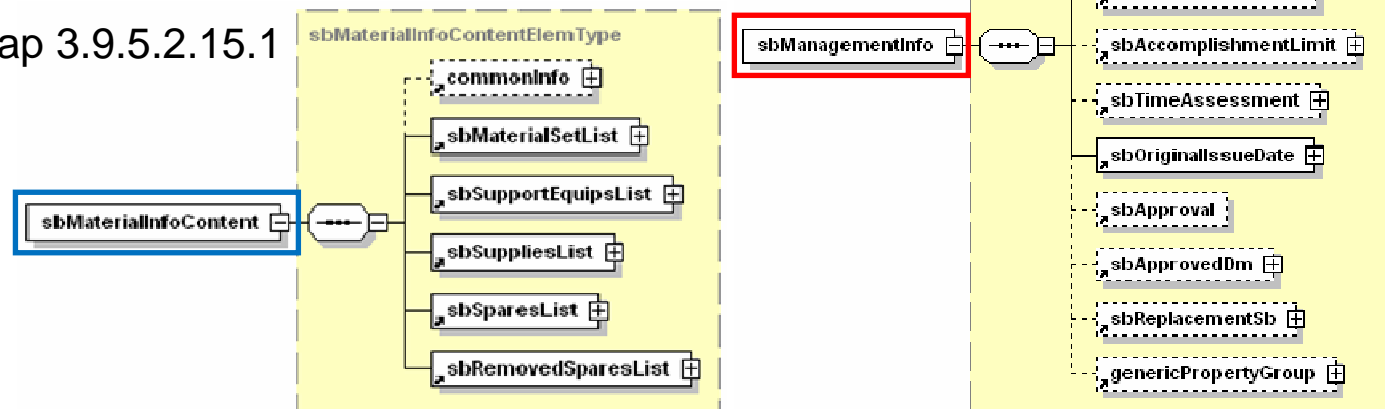 ap 3.9.5.2.15.1
sbMaterialInfoContentElemType
commonInfo
sbMaterialSetList
sbSupportEquipsList
sbMaterialInfoContent
sbSuppliesList
sbSparesList
sbRemovedSparesList
sbManagementInfo
sbAccomplishmentLimit
sbTimeAssessment
sbOriginalIssueDate
sbApproval
sbApprovedDm
sbReplacementSb
genericPropertyGroup